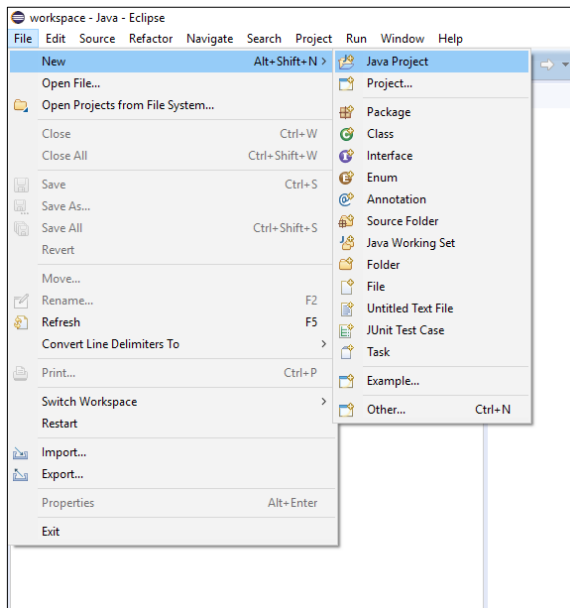 workspace - Java - Eclipse
File Edit Source Refactor Navigate Search Project Run Window Help
New Alt+Shift+N >
Open File...
Open Projects from File System...
Close Ctrl+W
Close All Ctrl+Shift+W
Save Ctrl+S
Save As...
Save All Ctrl+Shift+S
Revert
Move...
Rename... F2
Refresh F5
Convert Line Delimiters To >
Print... Ctrl+P
Switch Workspace >
Restart
Import...
Export...
Properties Alt+Enter
Exit
Java Project
Project...
Package
Class
Interface
Enum
Annotation
Source Folder
Java Working Set
Folder
File
Untitled Text File
JUnit Test Case
Task
Example...
Other... Ctrl+N